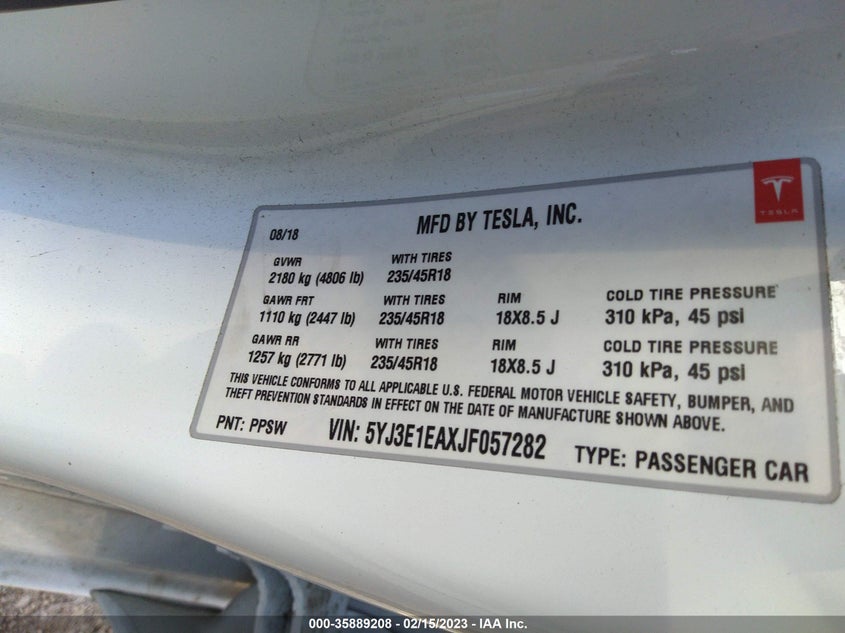 TESLA
08/18 MFD BY TESLA, INC.
GVWR WITH TIRES
2180 kg (4806 lb) 235/45R18
GAWR FRT WITH TIRES RIM COLD TIRE PRESSURE
1110 kg (2447 lb) 235/45R18 18X8.5 J 310 kPa, 45 psi
GAWR RR WITH TIRES RIM COLD TIRE PRESSURE
1257 kg (2771 lb) 235/45R18 18X8.5 J 310 kPa, 45 psi
THIS VEHICLE CONFORMS TO ALL APPLICABLE U.S. FEDERAL MOTOR VEHICLE SAFETY, BUMPER, AND
THEFT PREVENTION STANDARDS IN EFFECT ON THE DATE OF MANUFACTURE SHOWN ABOVE.
PNT: PPSW VIN: 5YJ3E1EAXJF057282 TYPE: PASSENGER CAR
000-35889208 - 02/15/2023 - IAA Inc.